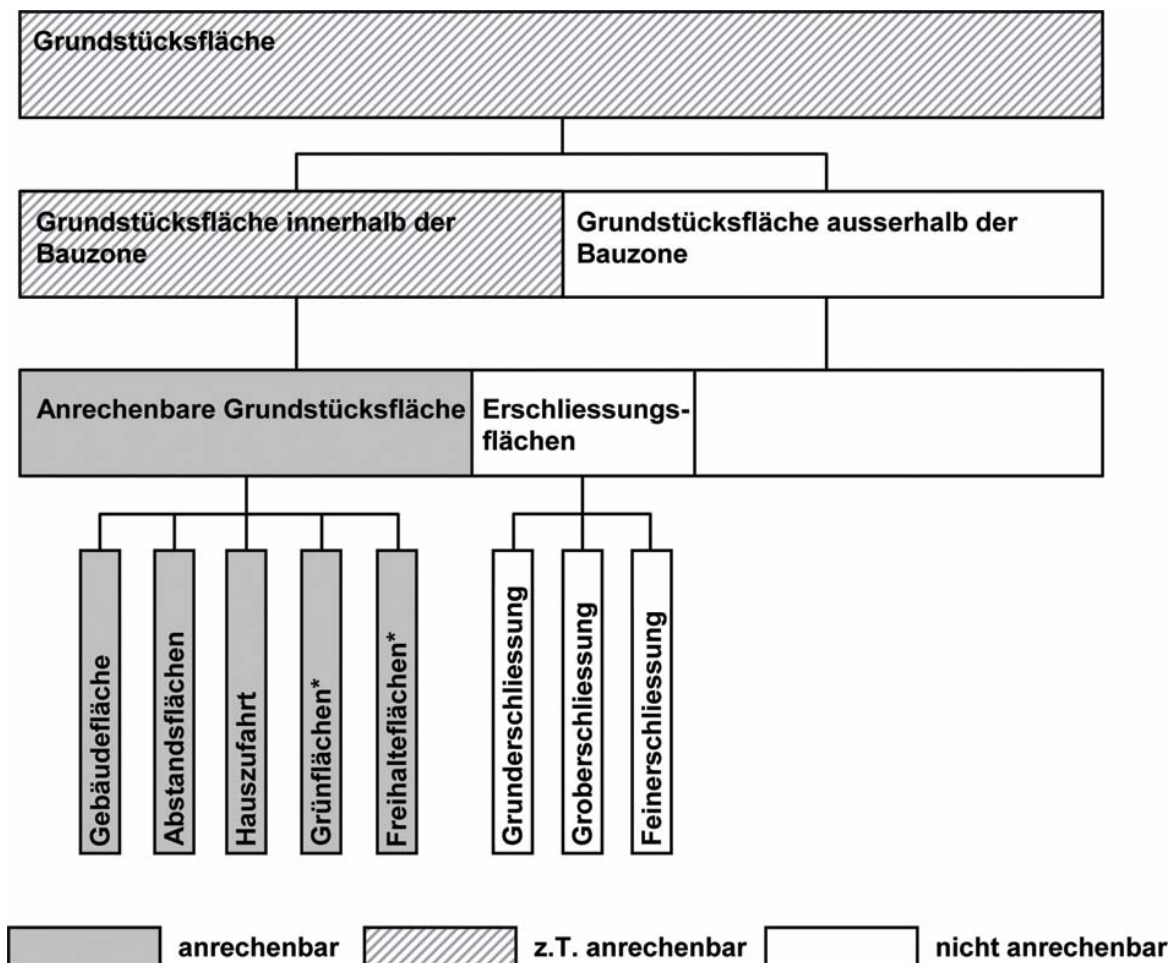 Grundstücksfläche
Grundstücksfläche innerhalb der
Bauzone
Grundstücksfläche ausserhalb der
Bauzone
Anrechenbare Grundstücksfläche
Erschliessungs-
flächen
Gebäudefläche
Abstandsflächen
Hauszufahrt
Grünflächen*
Freihalteflächen*
Grunderschliessung
Groberschliessung
Feinerschliessung
anrechenbar
z.T. anrechenbar
nicht anrechenbar